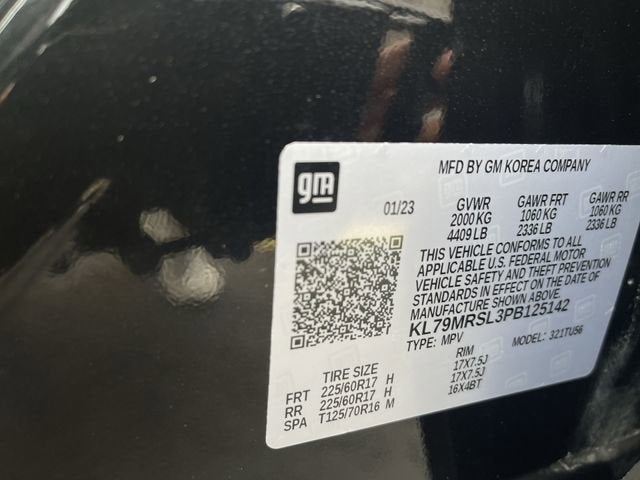 gm
MFD BY GM KOREA COMPANY
01/23
GVWR GAWR FRT GAWR RR
2000 KG 1060 KG 1060 KG
4409 LB 2336 LB 2336 LB
THIS VEHICLE CONFORMS TO ALL
APPLICABLE U.S. FEDERAL MOTOR
VEHICLE SAFETY AND THEFT PREVENTION
STANDARDS IN EFFECT ON THE DATE OF
MANUFACTURE SHOWN ABOVE.
KL79MRSL3PB125142
TYPE: MPV MODEL: 321TU56
TIRE SIZE RIM
FRT 225/60R17 H 17X7.5J
RR 225/60R17 H 17X7.5J
SPA T125/70R16 M 16X4BT